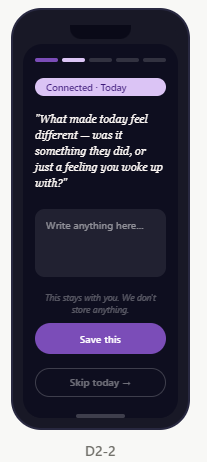 Connected · Today
"What made today feel
different — was it
something they did, or
just a feeling you woke up
with?"
Write anything here...
This stays with you. We don't
store anything.
Save this
Skip today →
D2-2